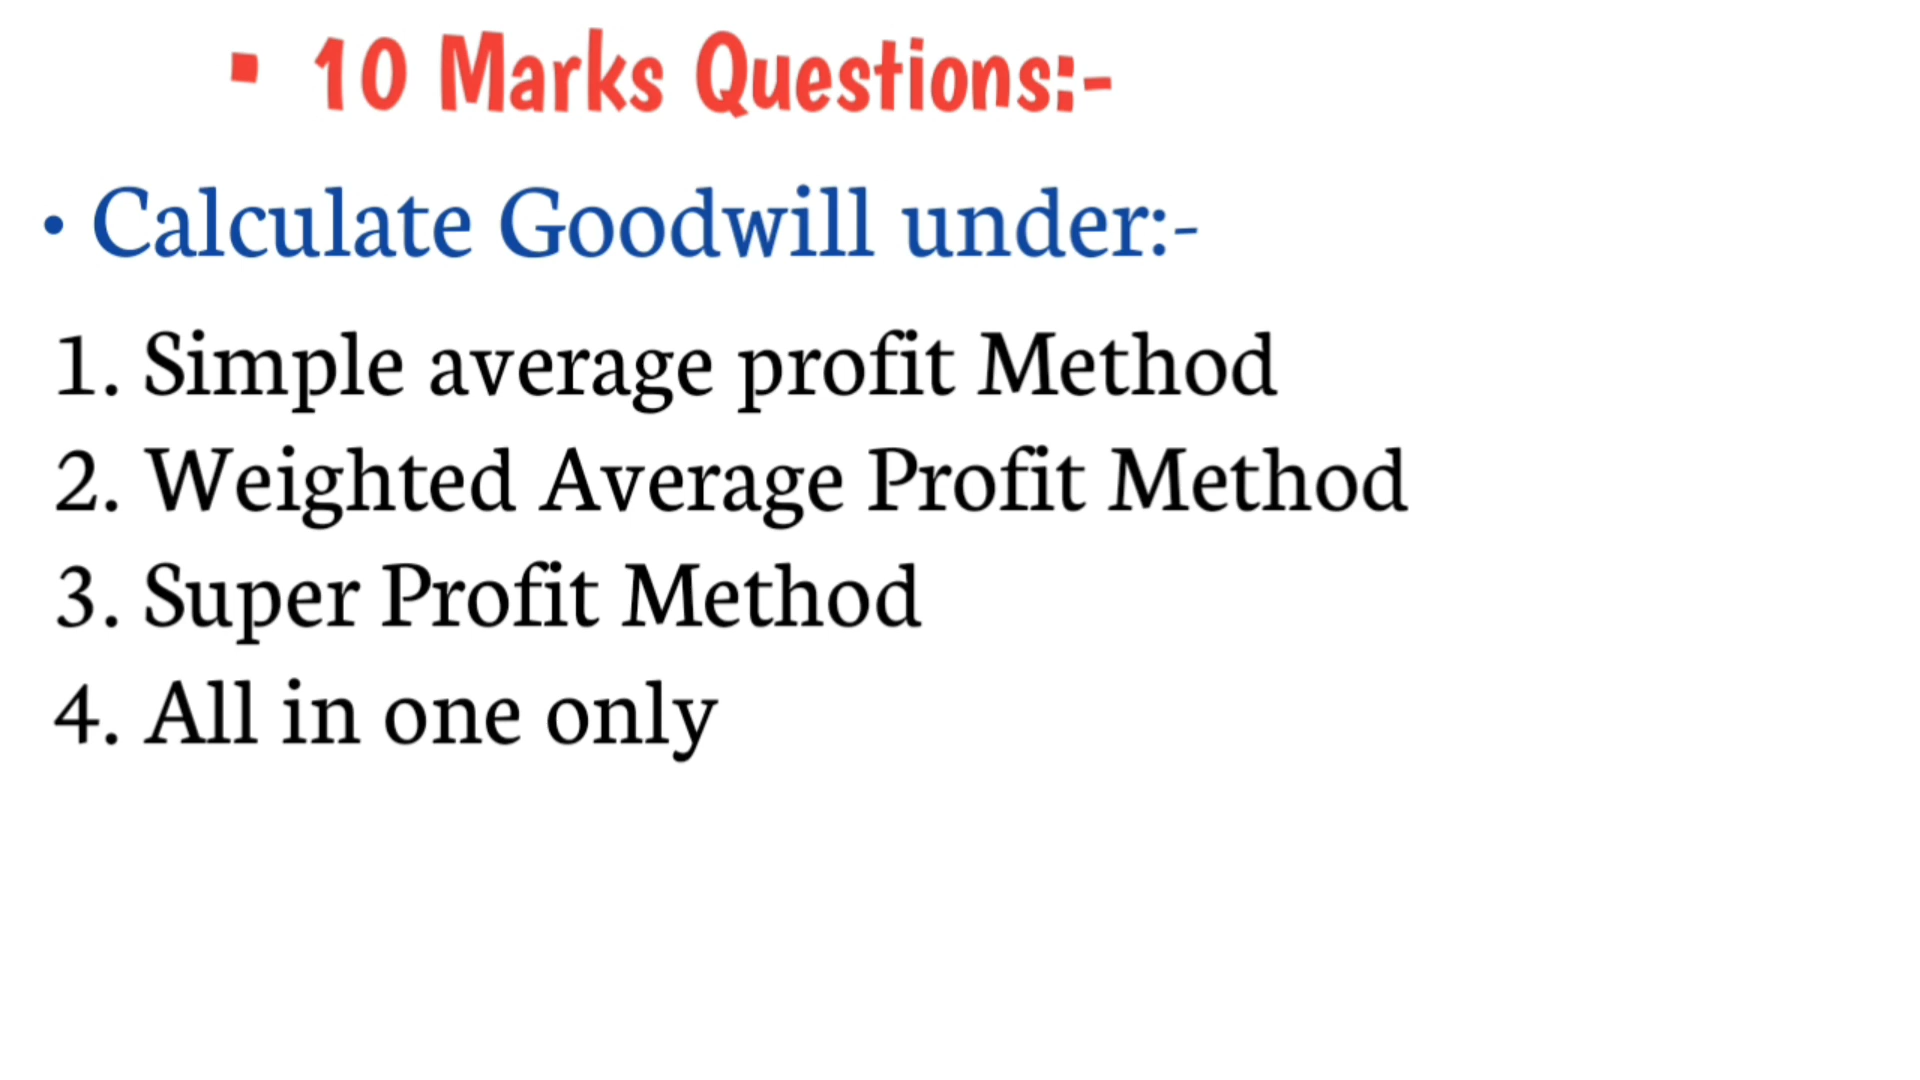 ▪ 10 Marks Questions:-
• Calculate Goodwill under:-
1. Simple average profit Method
2. Weighted Average Profit Method
3. Super Profit Method
4. All in one only